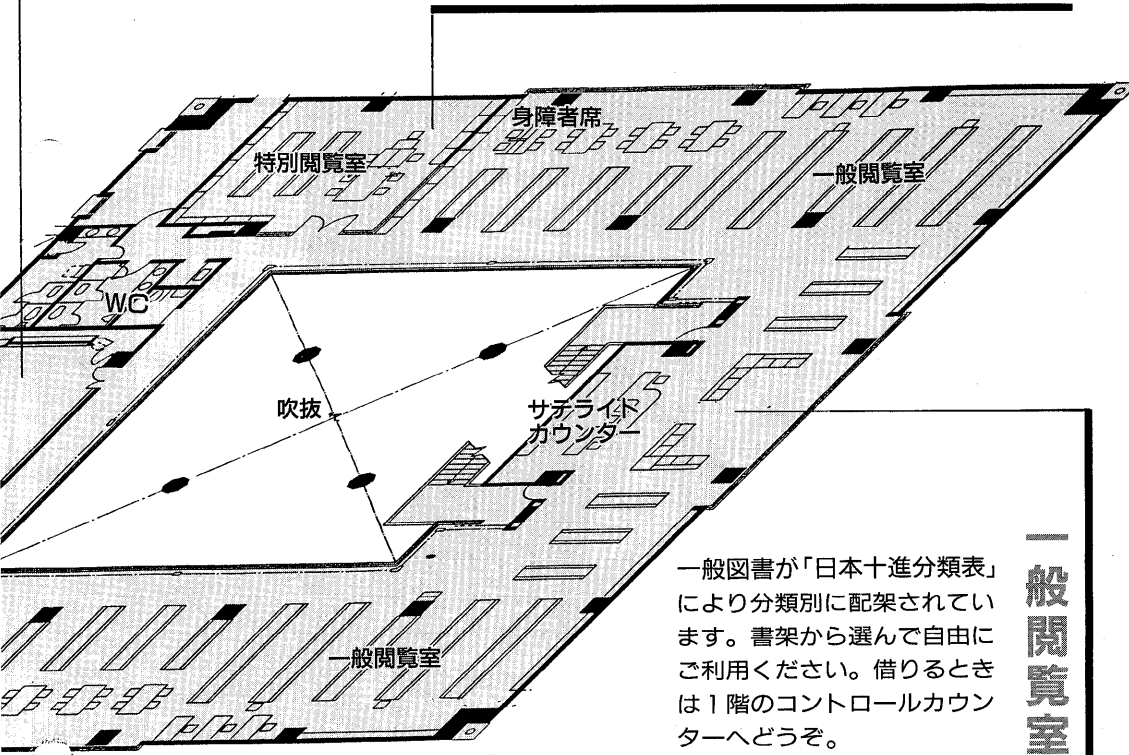 身障者席
特別閲覧室
一般閲覧室
WC
吹抜
サテライト
カウンター
一般閲覧室
一般図書が「日本十進分類表」
により分類別に配架されてい
ます。書架から選んで自由に
ご利用ください。借りるとき
は1階のコントロールカウン
ターへどうぞ。
一般閲覧室